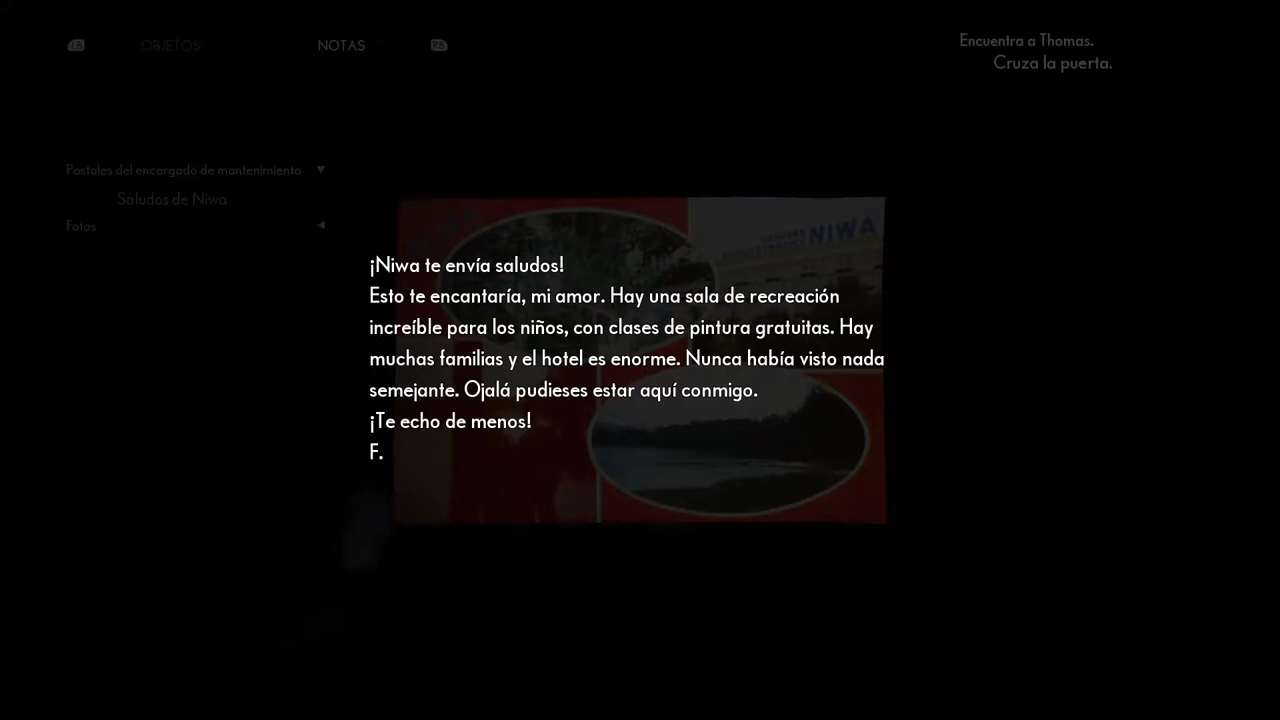 LB OBJETOS NOTAS RB
Encuentra a Thomas.
Cruza la puerta.
Postales del encargado de mantenimiento
Saludos de Niwa
Fotos
NIWA
¡Niwa te envía saludos!
Esto te encantaría, mi amor. Hay una sala de recreación
increíble para los niños, con clases de pintura gratuitas. Hay
muchas familias y el hotel es enorme. Nunca había visto nada
semejante. Ojalá pudieses estar aquí conmigo.
¡Te echo de menos!
F.